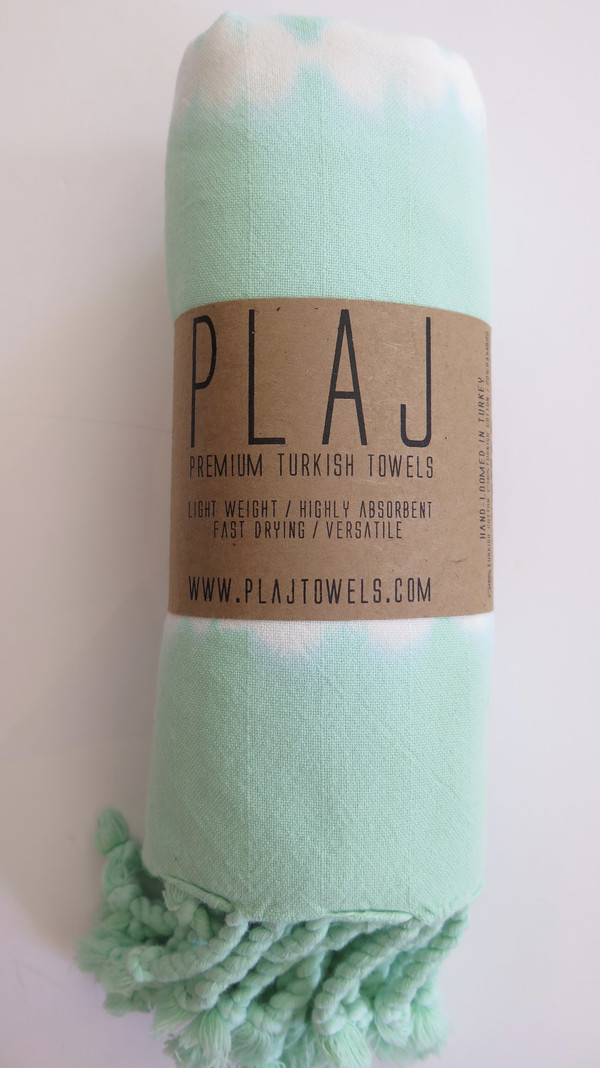 PLAJ
PREMIUM TURKISH TOWELS
LIGHT WEIGHT / HIGHLY ABSORBENT
FAST DRYING / VERSATILE
WWW.PLAJTOWELS.COM
HAND LOOMED IN TURKEY